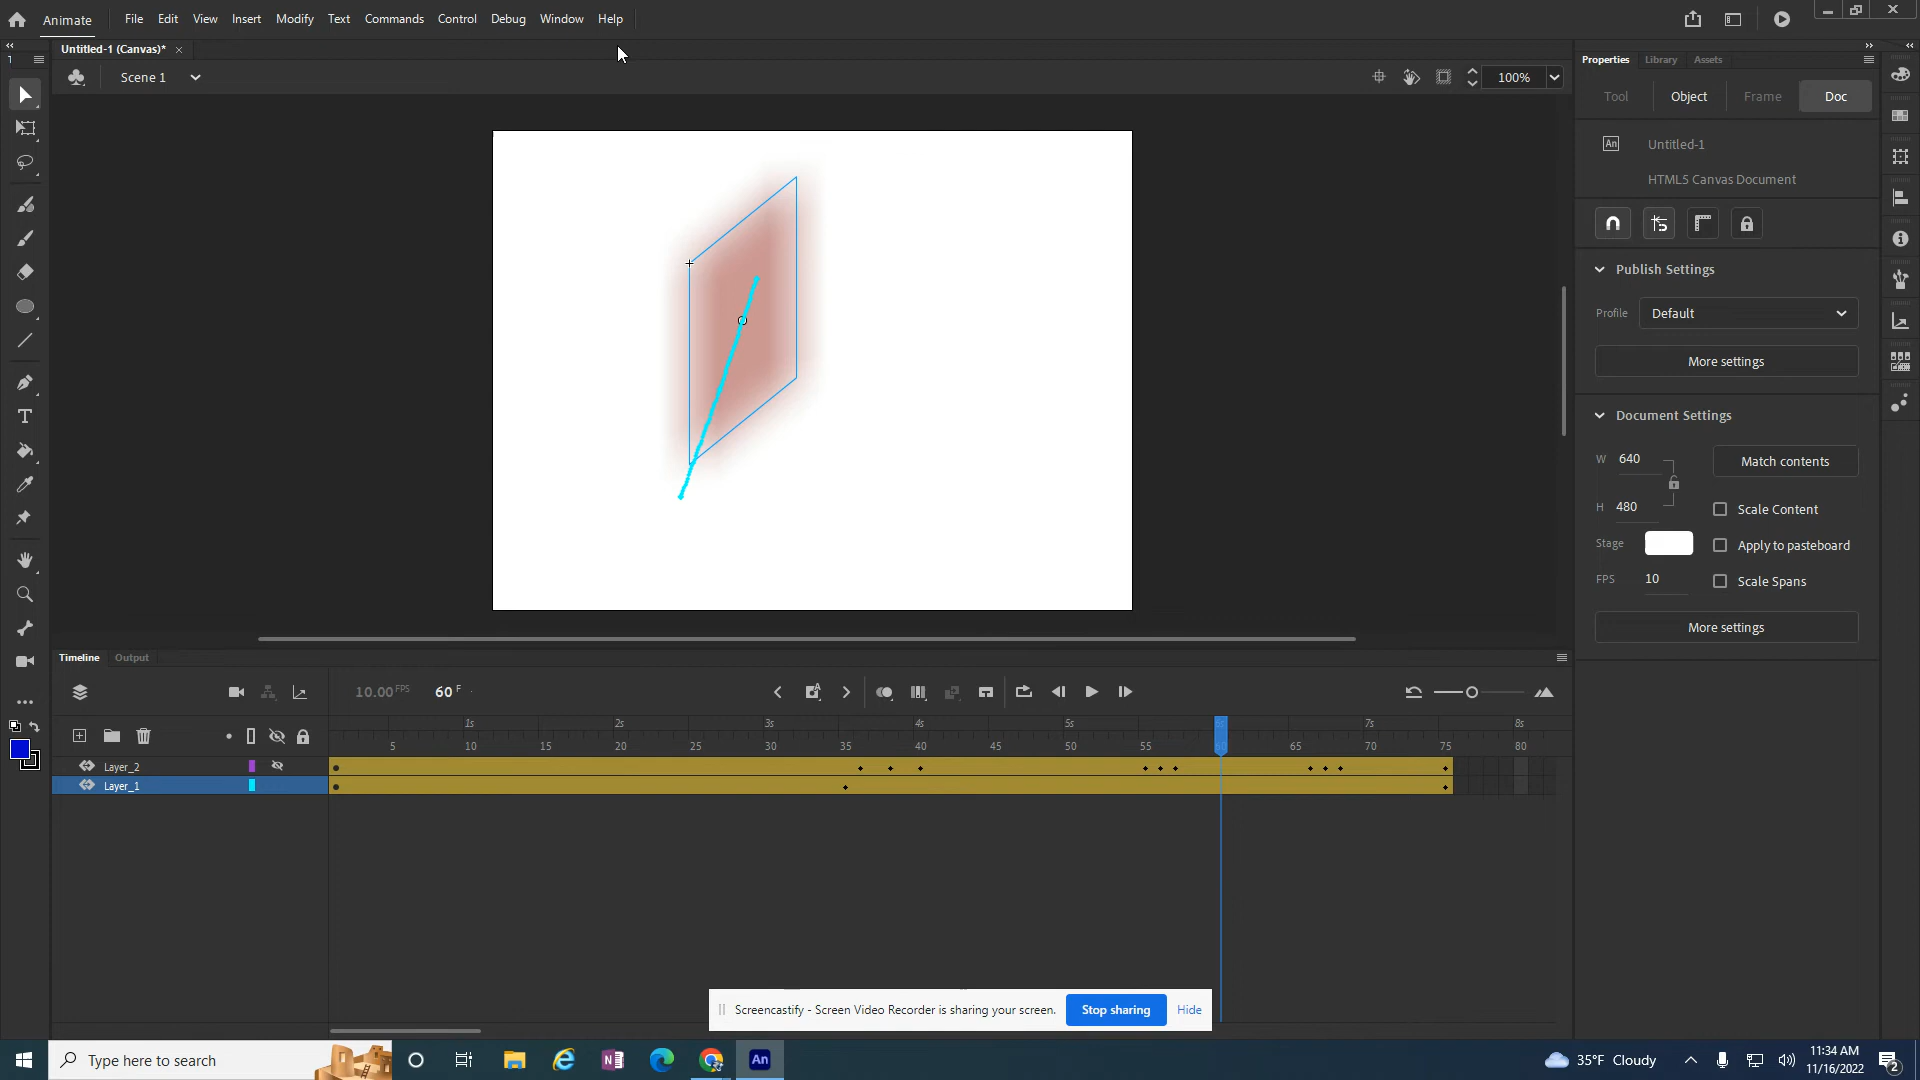 Animate File Edit View Insert Modify Text Commands Control Debug Window Help
Untitled-1 (Canvas)* ×
Scene 1
100%
Properties Library Assets
Tool Object Frame Doc
An Untitled-1
HTML5 Canvas Document
Publish Settings
Profile Default
More settings
Document Settings
W 640
Match contents
H 480
Scale Content
Stage
Apply to pasteboard
FPS 10
Scale Spans
More settings
Timeline Output
10.00 FPS 60 F
1s 2s 3s 4s 5s 6s 7s 8s
5 10 15 20 25 30 35 40 45 50 55 60 65 70 75 80
Layer_2
Layer_1
Screencastify - Screen Video Recorder is sharing your screen. Stop sharing Hide
Type here to search
An
35°F Cloudy
11:34 AM
11/16/2022
2